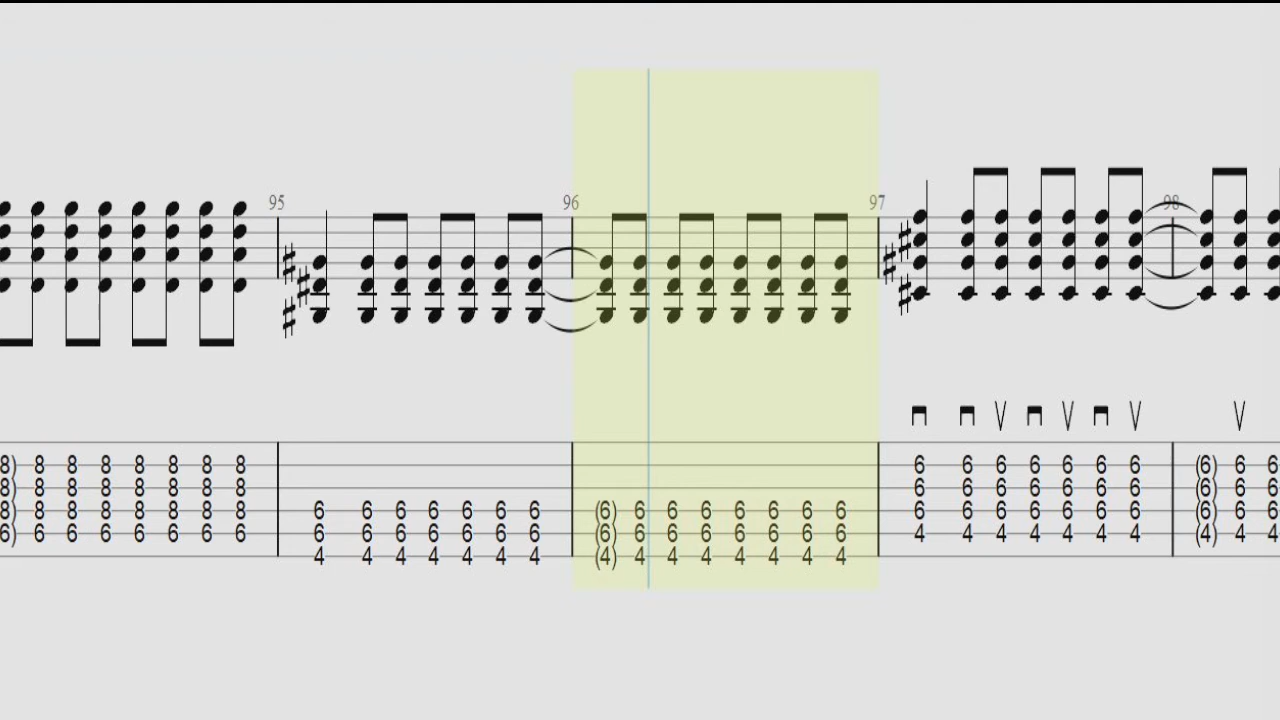 95 96 97 98
8) 8 8 8 8 8 8 8 6 6 6 6 6 6 6
8) 8 8 8 8 8 8 8 6 6 6 6 6 6 6 (6) 6 6
8) 8 8 8 8 8 8 8 6 6 6 6 6 6 6 (6) 6 6 6 6 6 6 6 6 6 6 6 6 6 6 (6) 6 6
6) 6 6 6 6 6 6 6 6 6 6 6 6 6 6 (6) 6 6 6 6 6 6 6 4 4 4 4 4 4 4 (4) 4 4
4 4 4 4 4 4 4 (4) 4 4 4 4 4 4 4